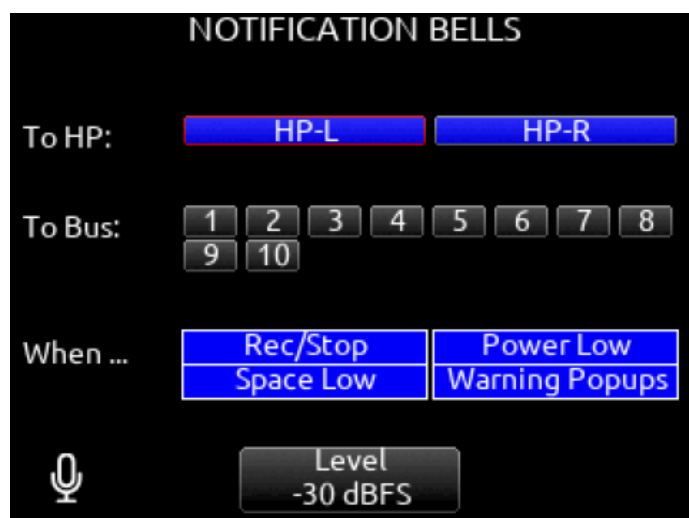 NOTIFICATION BELLS
To HP: HP-L HP-R
To Bus: 1 2 3 4 5 6 7 8
9 10
When ... Rec/Stop Power Low
Space Low Warning Popups
Level
-30 dBFS